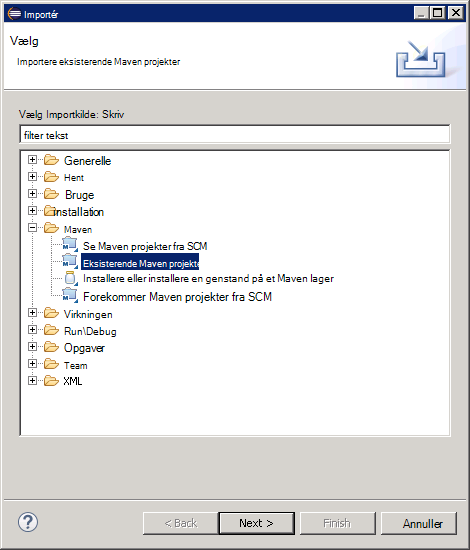 Importér
Vælg
Importere eksisterende Maven projekter
Vælg Importkilde: Skriv
filter tekst
Generelle
Hent
Bruge
installation
Maven
Se Maven projekter fra SCM
Eksisterende Maven projekte
Installere eller installere en genstand på et Maven lager
Forekommer Maven projekter fra SCM
Virkningen
Run\Debug
Opgaver
Team
XML
< Back
Next >
Finish
Annuller